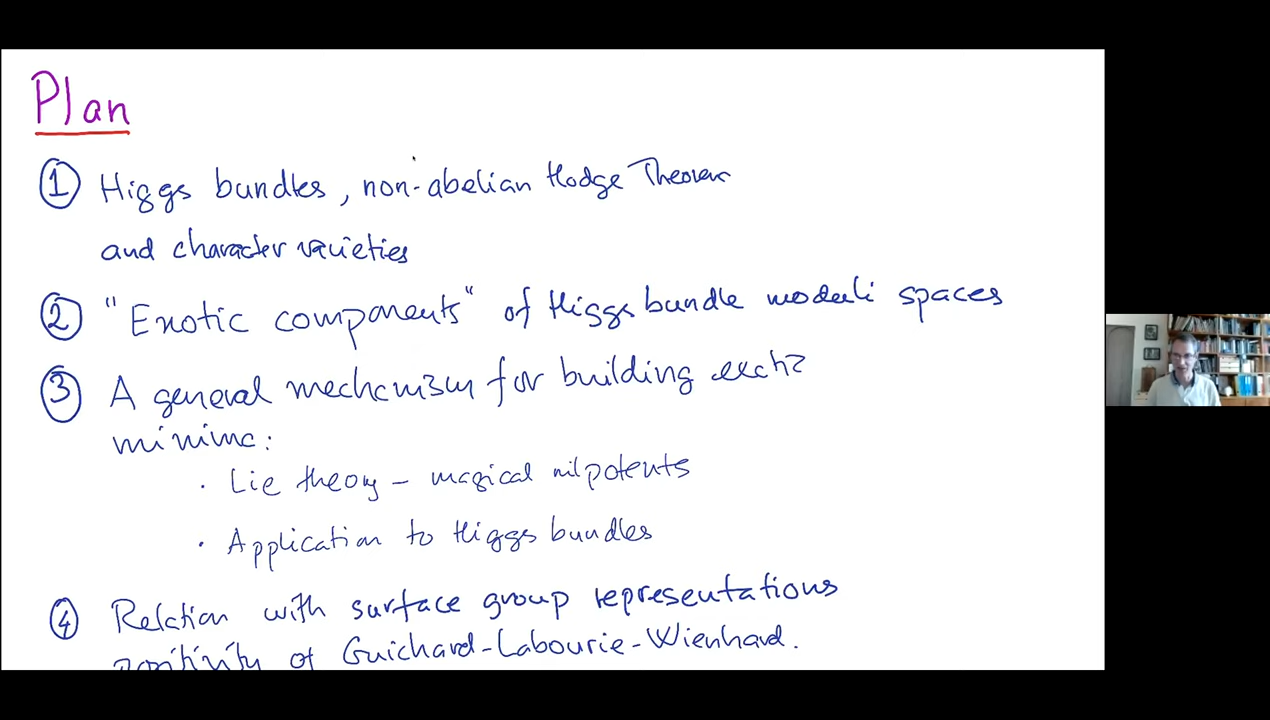 Plan
① Higgs bundles, non-abelian Hodge Theorem
and character varieties
② "Exotic components" of Higgs bundle moduli spaces
③ A general mechanism for building
minima:
· Lie theory – magical nilpotents
· Application to Higgs bundles
④ Relation with surface group representations
positivity of Guichard-Labourie-Wienhard.